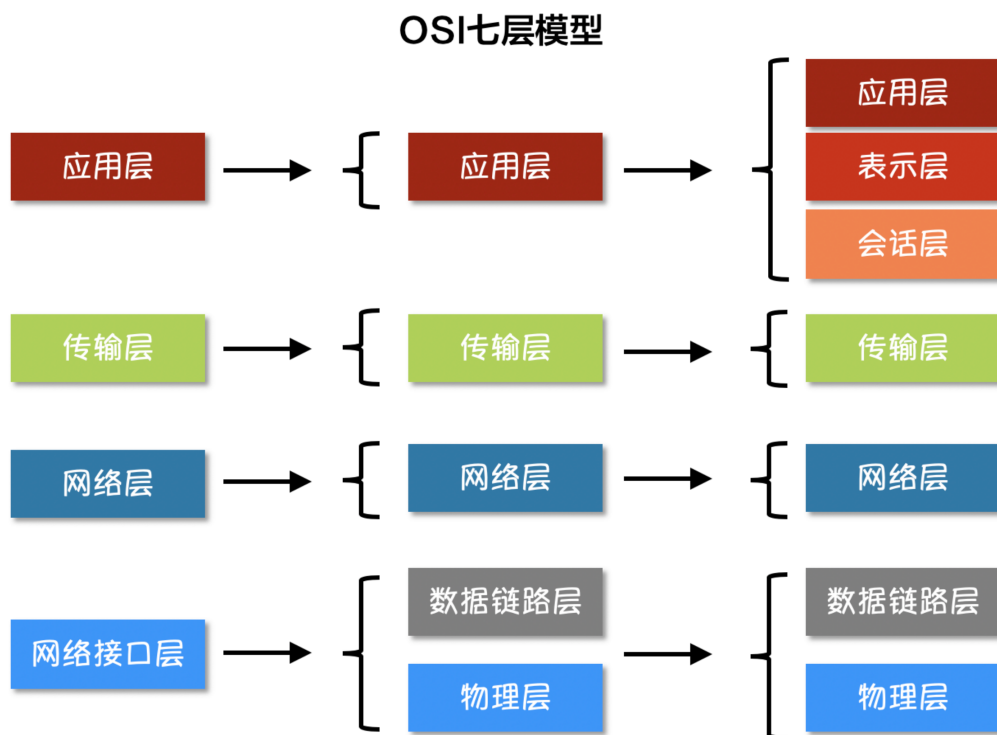 OSI七层模型
应用层
应用层
应用层
表示层
会话层
传输层
传输层
传输层
网络层
网络层
网络层
网络接口层
数据链路层
物理层
数据链路层
物理层